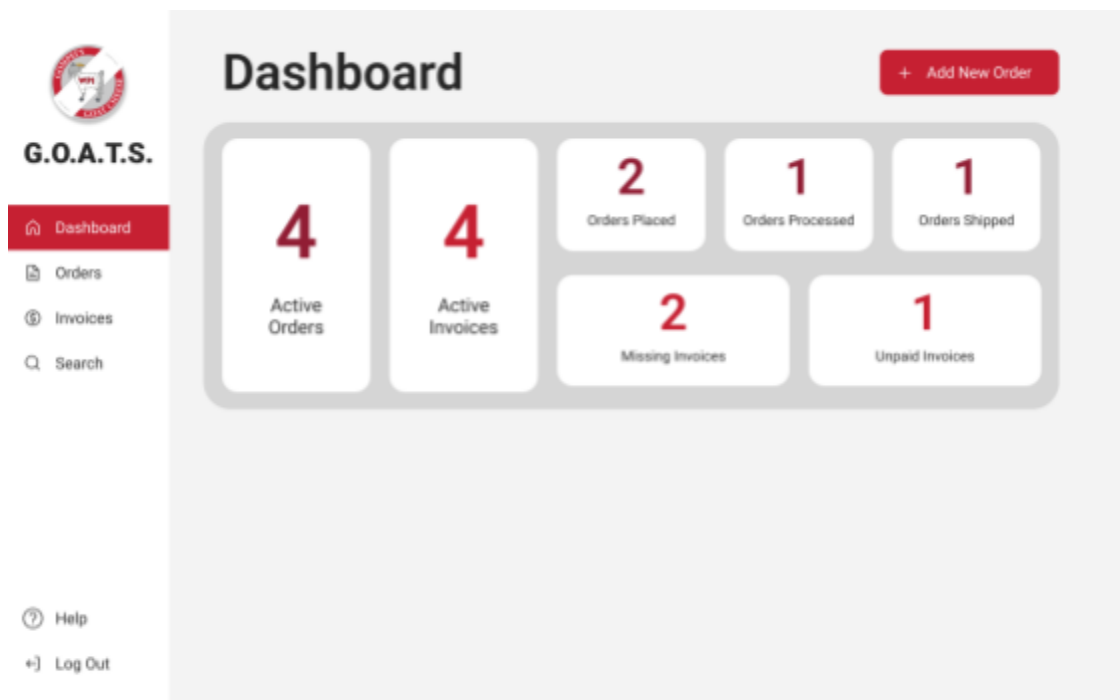 WPI
G.O.A.T.S.
Dashboard
Orders
Invoices
Search
Help
Log Out
Dashboard
+ Add New Order
4
Active
Orders
4
Active
Invoices
2
Orders Placed
1
Orders Processed
1
Orders Shipped
2
Missing Invoices
1
Unpaid Invoices